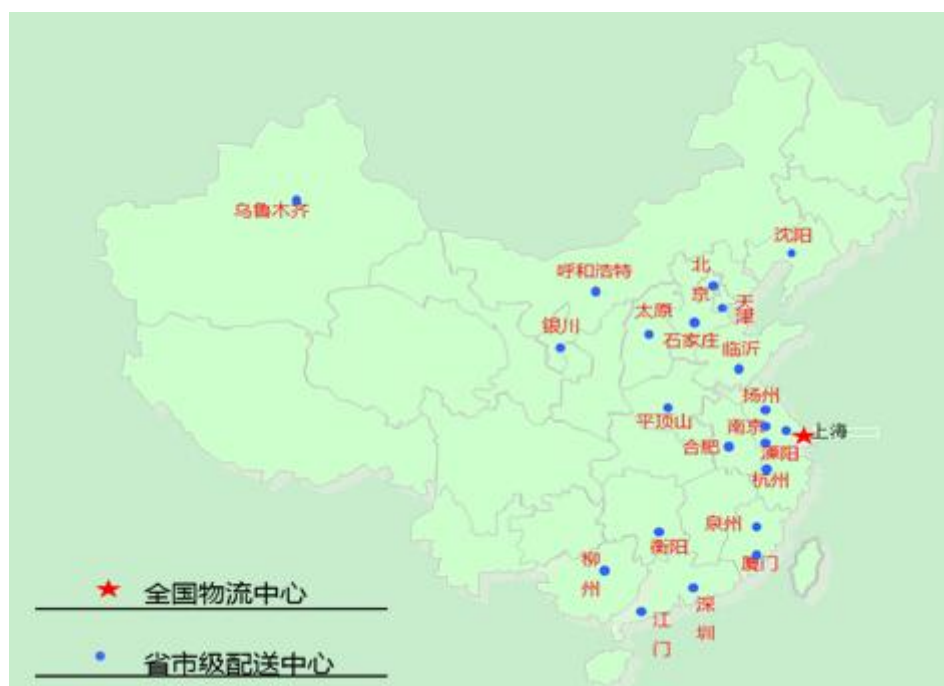 乌鲁木齐
沈阳
呼和浩特
北京
天津
太原
石家庄
银川
临沂
扬州
平顶山
南京
上海
合肥
溧阳
杭州
泉州
衡阳
厦门
柳州
深圳
江门
全国物流中心
省市级配送中心